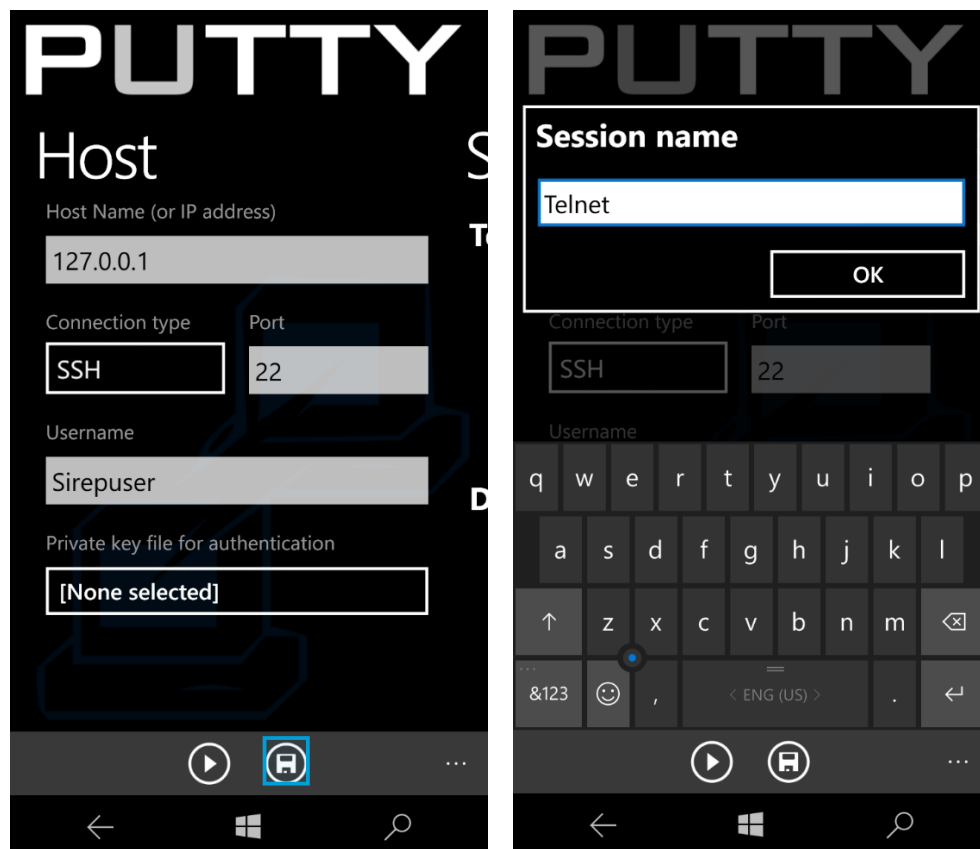 PUTTY
Host
S
Host Name (or IP address)
Te
127.0.0.1
Connection type Port
SSH 22
Username
Sirepuser
D
Private key file for authentication
[None selected]
...
PUTTY
Session name
Telnet
OK
Connection type Port
SSH 22
Username
q w e r t y u i o p
a s d f g h j k l
z x c v b n m
&123 , < ENG (US) > .
...